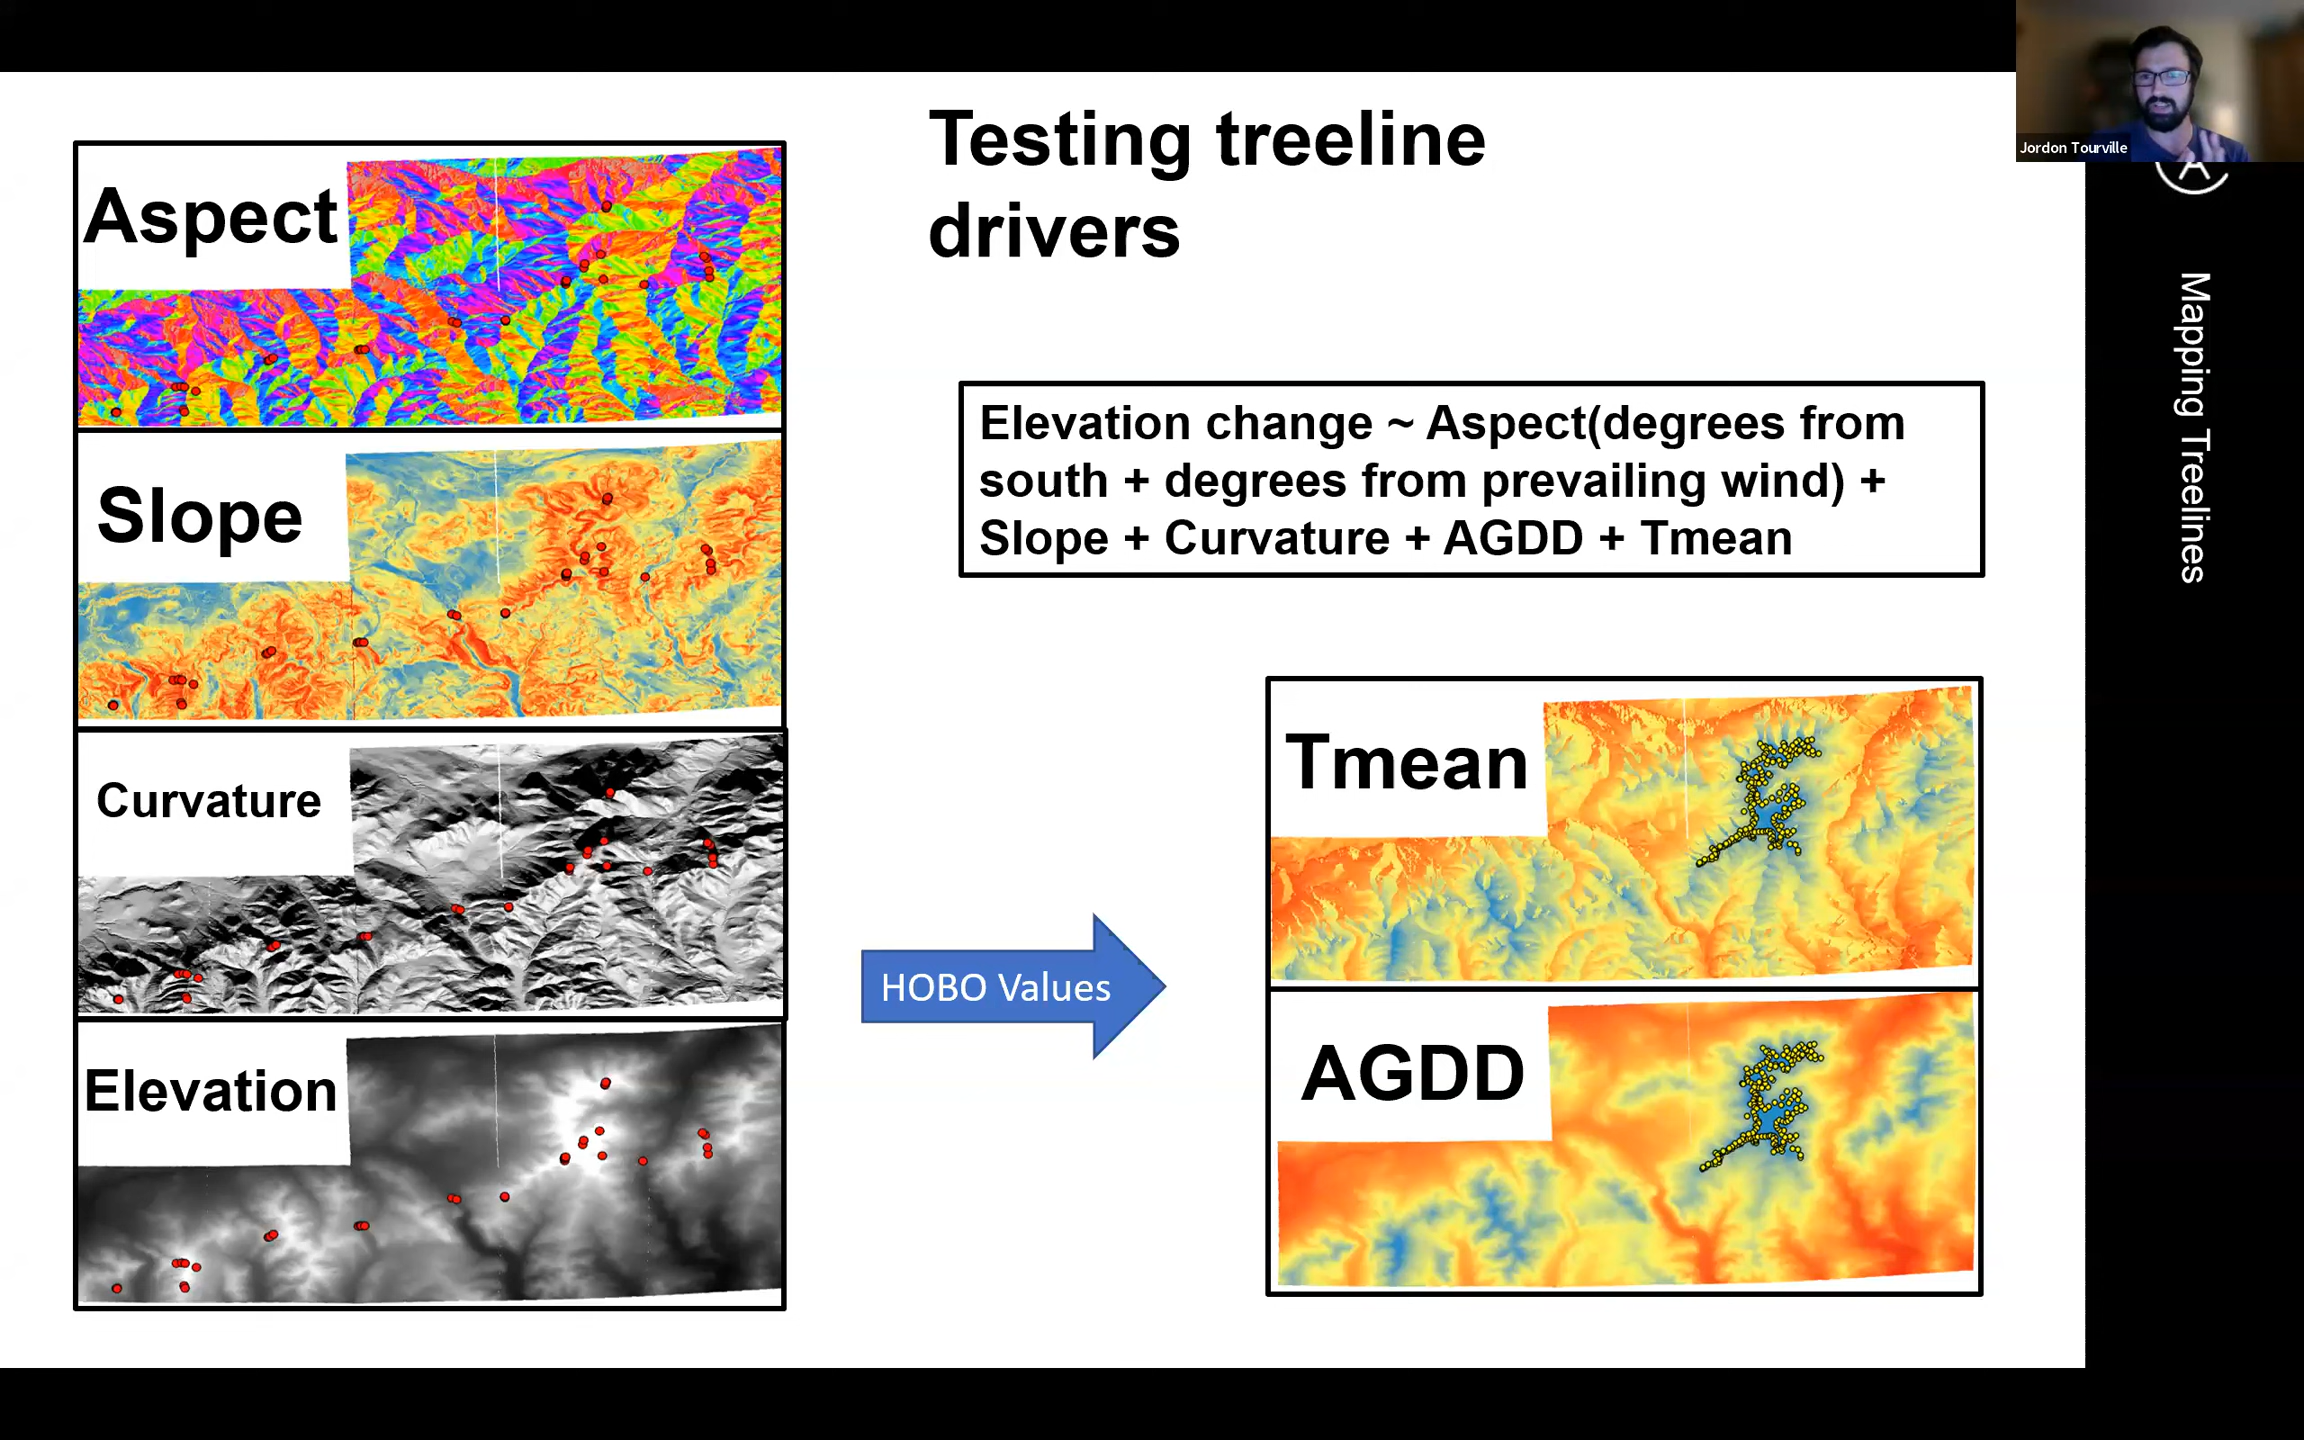 Jordon Tourville
Testing treeline
drivers
Aspect
Slope
Curvature
Elevation
Elevation change ~ Aspect(degrees from
south + degrees from prevailing wind) +
Slope + Curvature + AGDD + Tmean
HOBO Values
Tmean
AGDD
Mapping Treelines